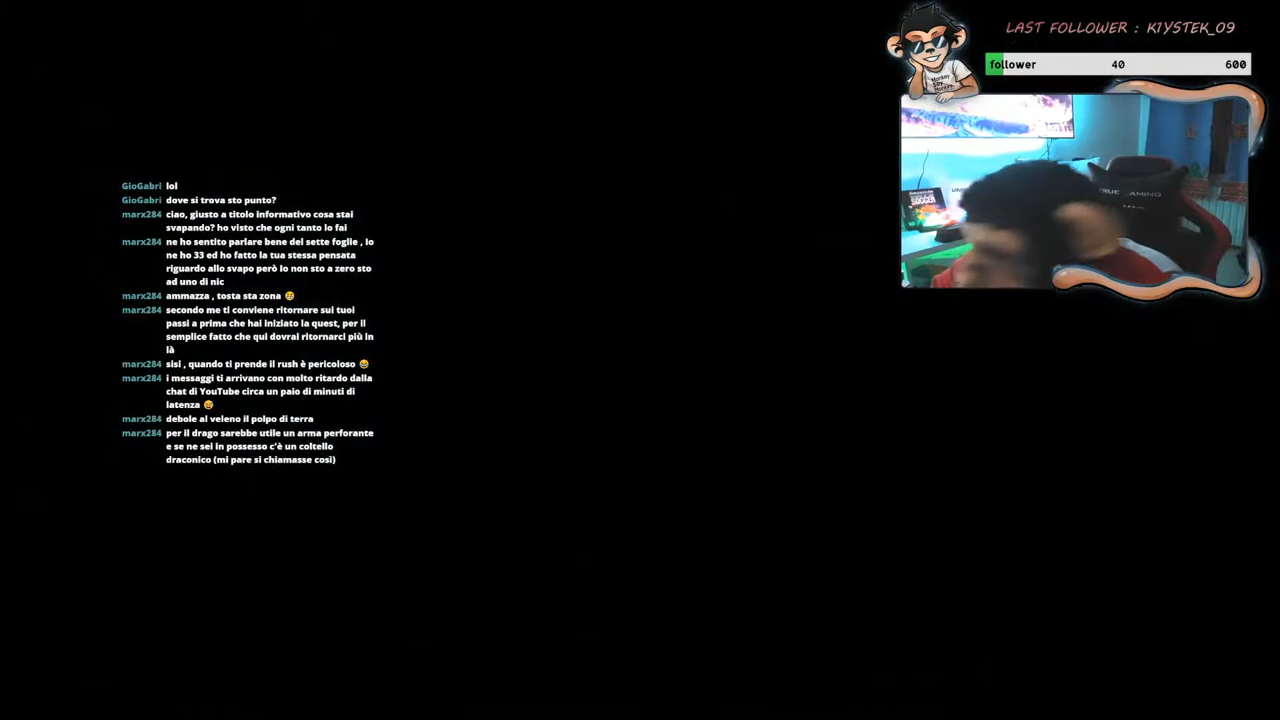 LAST FOLLOWER : K1YSTEK_09
follower 40 600
GioGabri lol
GioGabri dove si trova sto punto?
marx284 ciao, giusto a titolo informativo cosa stai
svapando? ho visto che ogni tanto lo fai
marx284 ne ho sentito parlare bene dei sette foglie , io
ne ho 33 ed ho fatto la tua stessa pensata
riguardo allo svapo però io non sto a zero sto
ad uno di nic
marx284 ammazza , tosta sta zona 🥲
marx284 secondo me ti conviene ritornare sui tuoi
passi a prima che hai iniziato la quest, per il
semplice fatto che qui dovrai ritornarci più in
là
marx284 sisi , quando ti prende il rush è pericoloso 😅
marx284 i messaggi ti arrivano con molto ritardo dalla
chat di YouTube circa un paio di minuti di
latenza 😅
marx284 debole al veleno il polpo di terra
marx284 per il drago sarebbe utile un arma perforante
e se ne sei in possesso c'è un coltello
draconico (mi pare si chiamasse così)